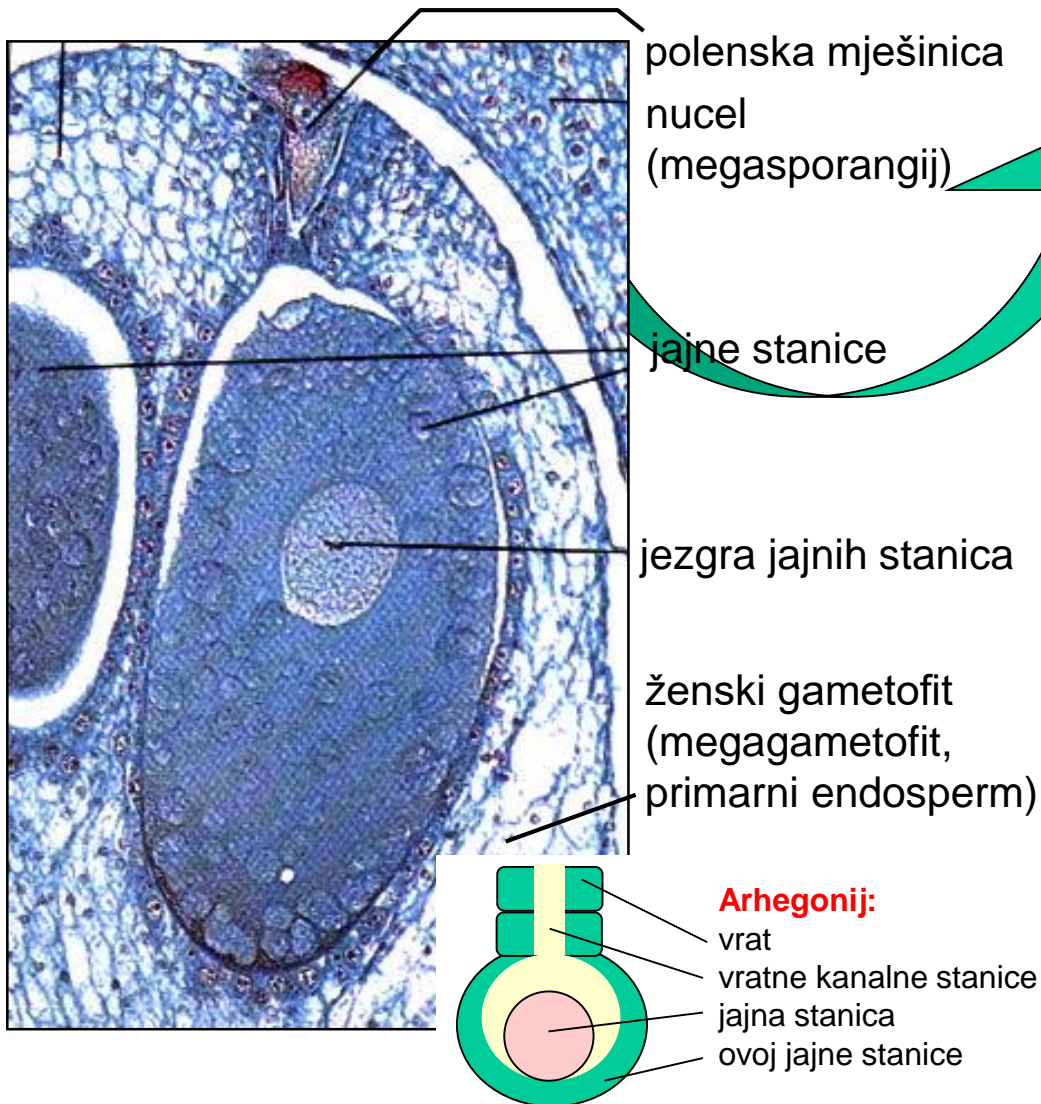 polenska mješinica
nucel
(megasporangij)
jajne stanice
jezgra jajnih stanica
ženski gametofit
(megagametofit,
primarni endosperm)
Arhegonij:
vrat
vratne kanalne stanice
jajna stanica
ovoj jajne stanice